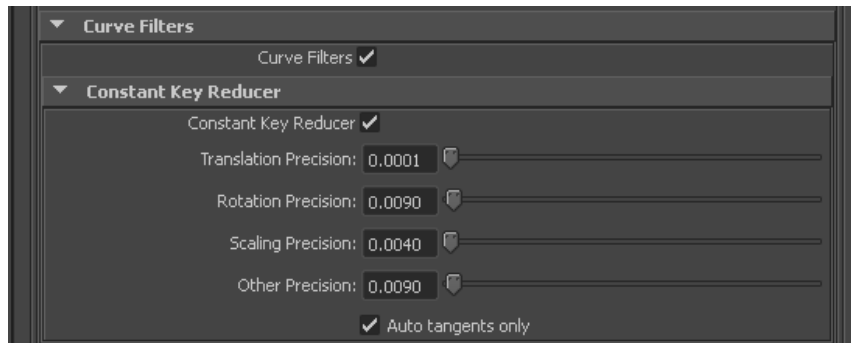 Curve Filters
Curve Filters
Constant Key Reducer
Constant Key Reducer
Translation Precision: 0.0001
Rotation Precision: 0.0090
Scaling Precision: 0.0040
Other Precision: 0.0090
Auto tangents only